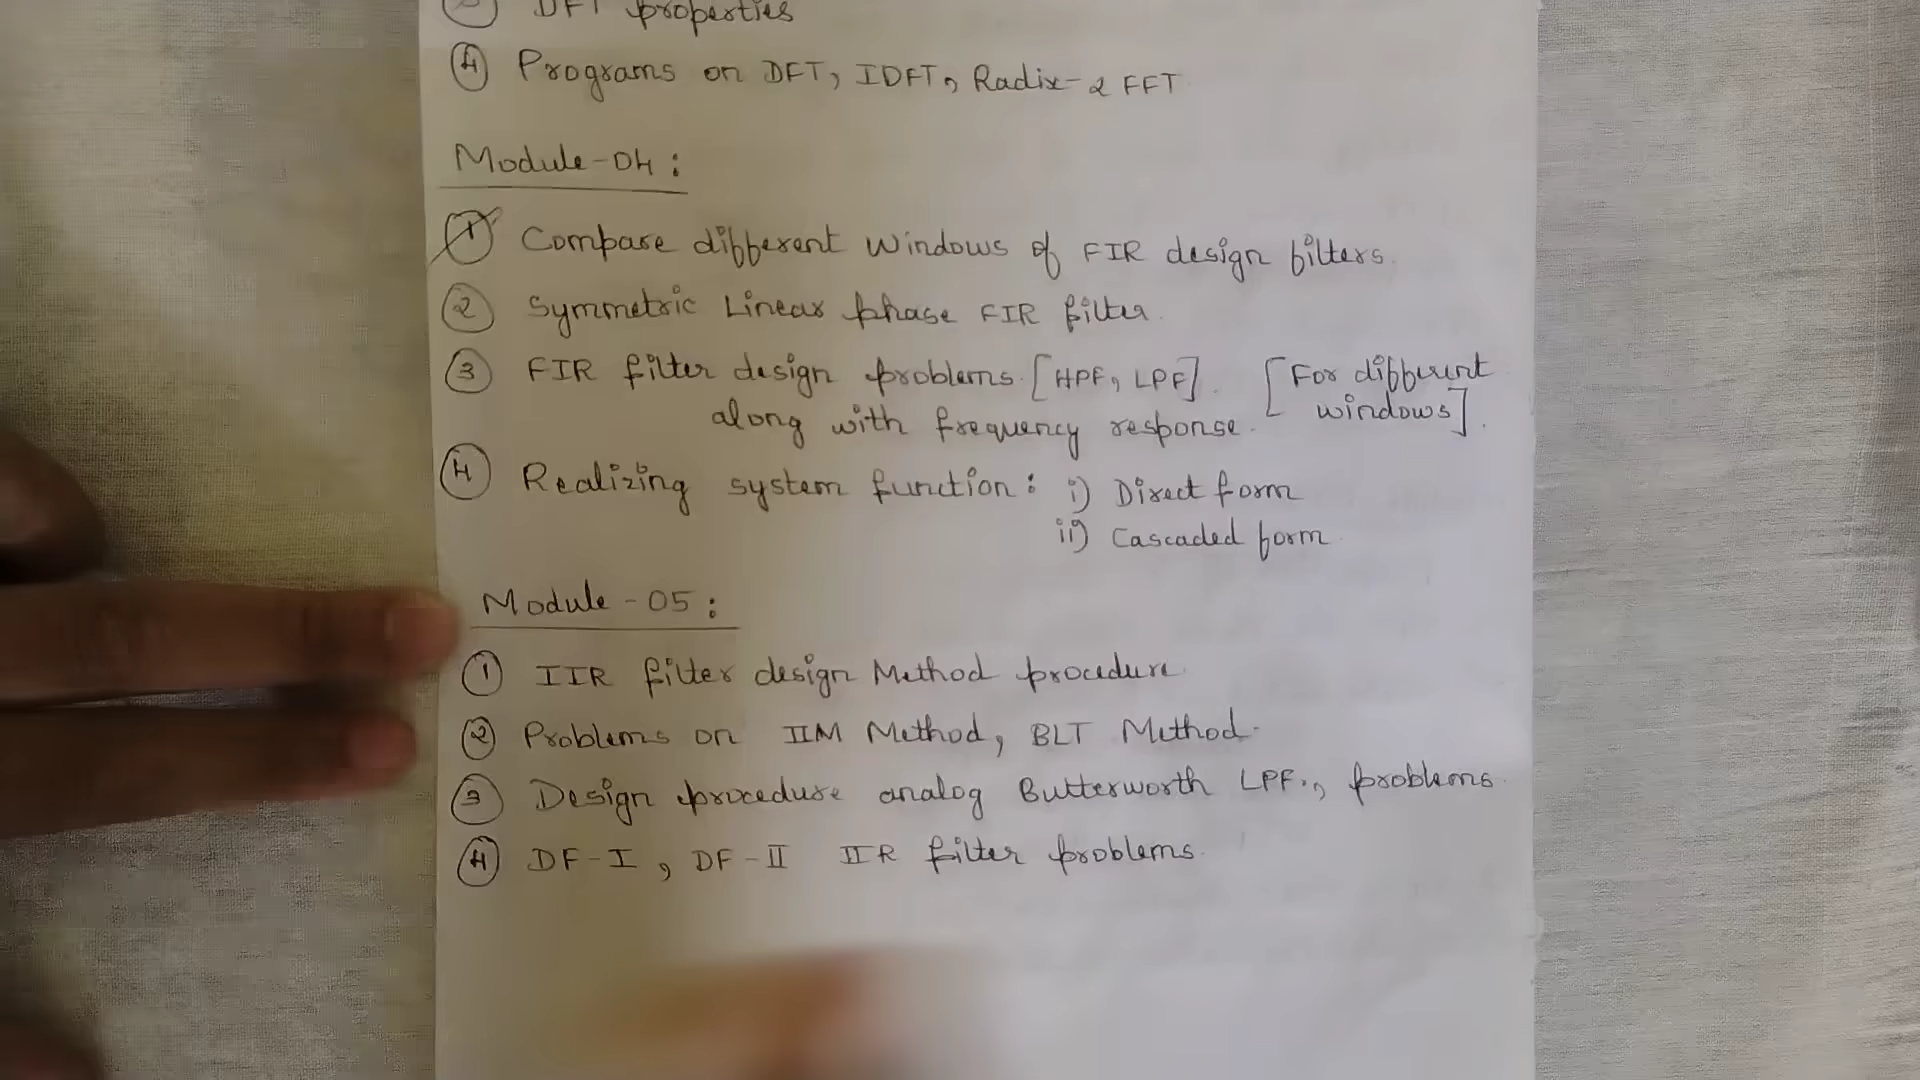 DFT properties
④ Programs on DFT, IDFT, Radix-2 FFT
Module-04:
① Compare different windows of FIR design filters.
② Symmetric Linear phase FIR filter.
③ FIR filter design problems. [HPF, LPF]. [For different
along with frequency response. windows].
④ Realizing system function: i) Direct form
ii) Cascaded form.
Module-05:
① IIR filter design Method procedure
② Problems on IIM Method, BLT Method.
③ Design procedure analog Butterworth LPF., problems.
④ DF-I, DF-II IIR filter problems.